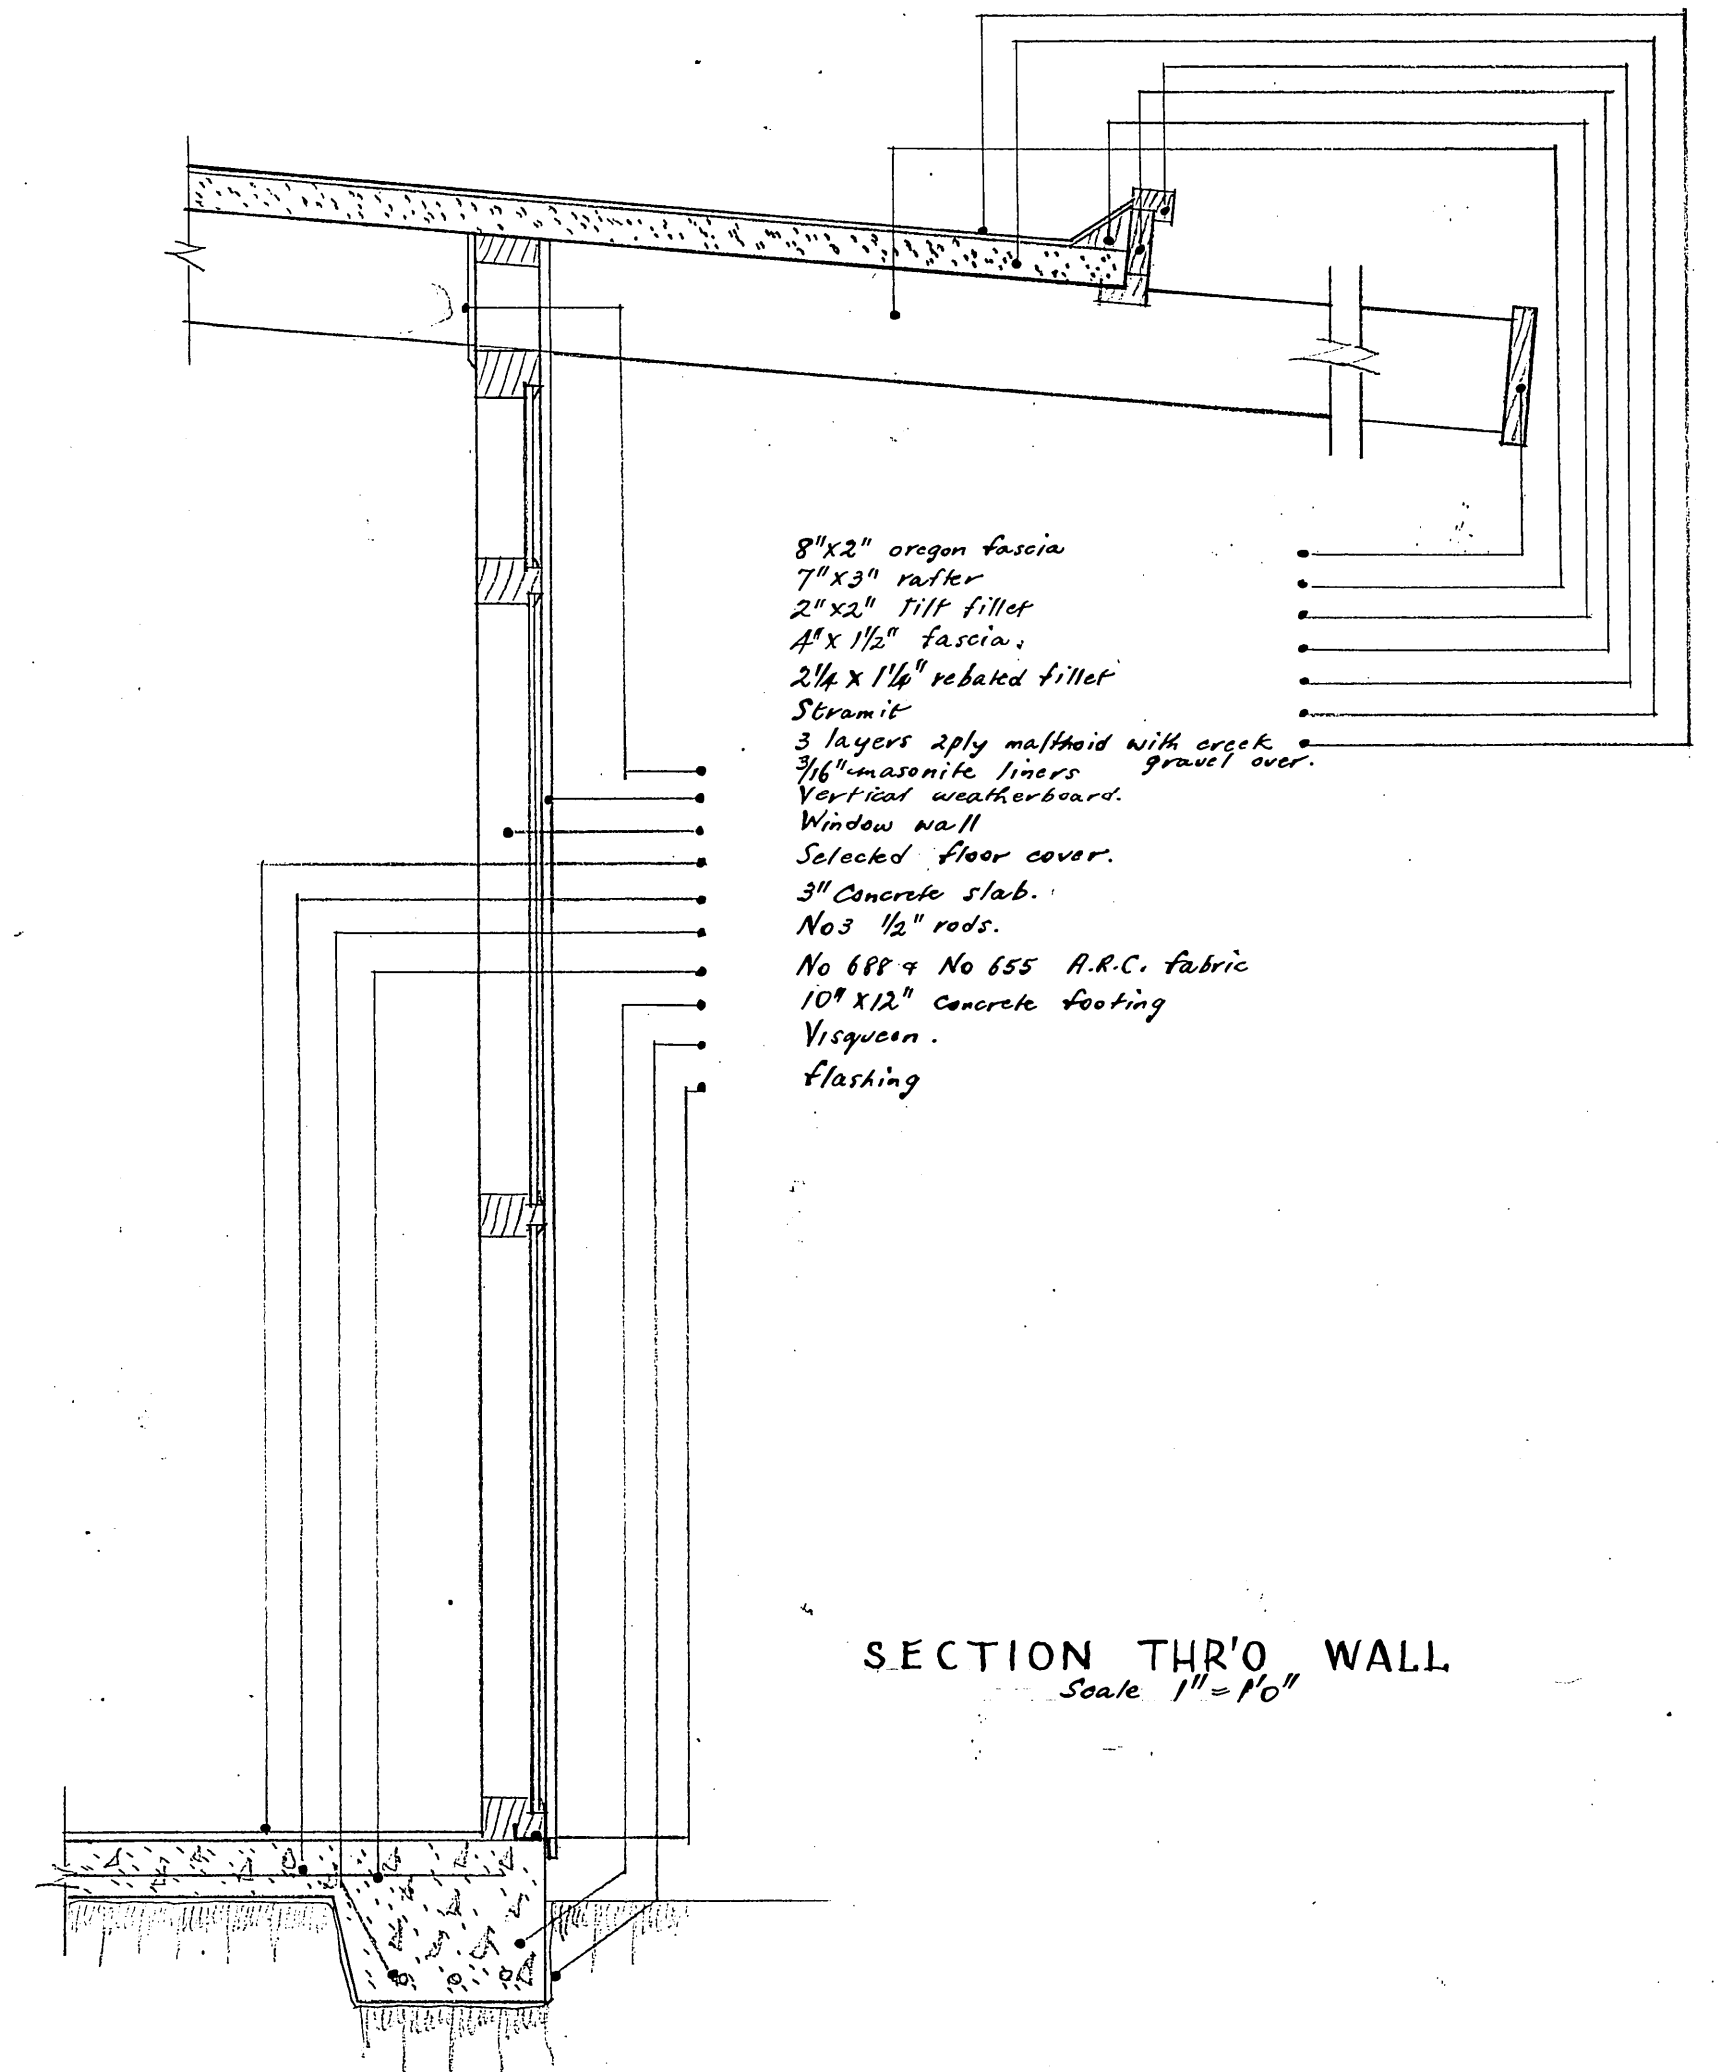 8"x2" oregon fascia
7"x3" rafter
2"x2" tilt fillet
4"x 1½" fascia.
2¼ x 1¼" rebated fillet
Stramit
3 layers 2ply malthoid with creek
gravel over.
3/16" masonite liners
Vertical weatherboard.
Window wall
Selected floor cover.
3" Concrete slab.
No3 ½" rods.
No 688 & No 655 A.R.C. fabric
10"x12" concrete footing
Visqueen.
flashing
SECTION THR'O WALL
Scale 1"=1'0"